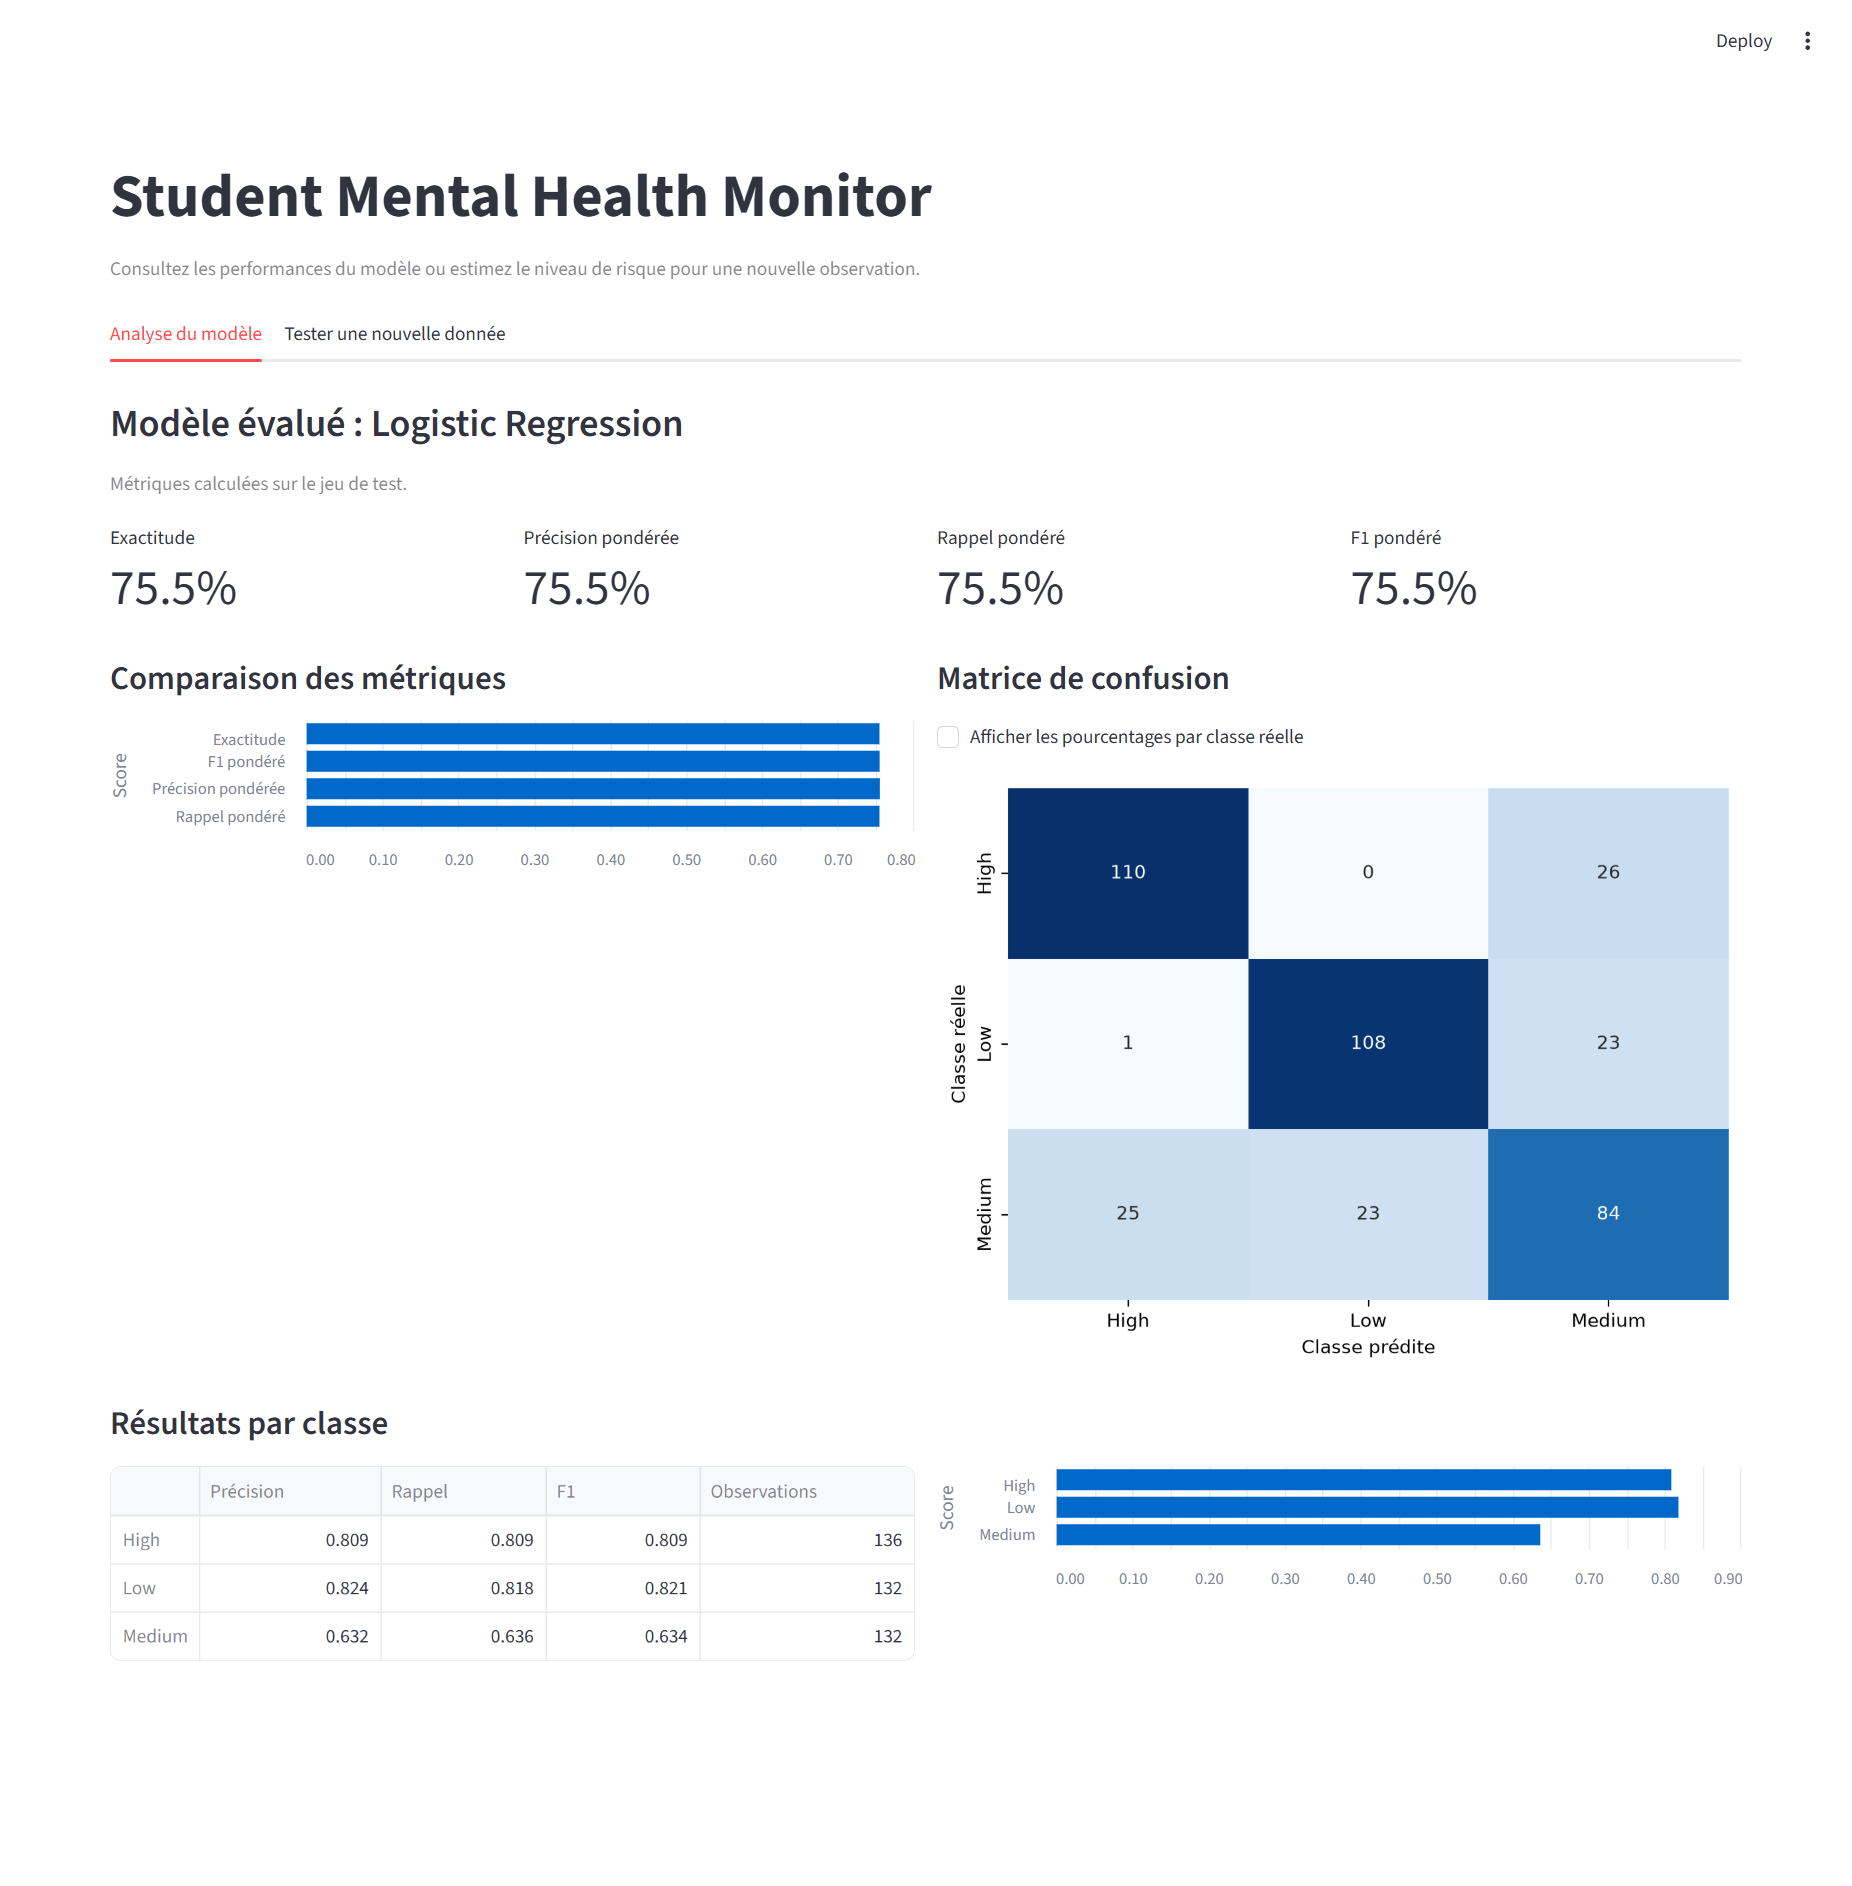 Deploy
Student Mental Health Monitor
Consultez les performances du modèle ou estimez le niveau de risque pour une nouvelle observation.
Analyse du modèle Tester une nouvelle donnée
Modèle évalué : Logistic Regression
Métriques calculées sur le jeu de test.
Exactitude Précision pondérée Rappel pondéré F1 pondéré
75.5% 75.5% 75.5% 75.5%
Comparaison des métriques
Score
Exactitude
F1 pondéré
Précision pondérée
Rappel pondéré
0.00 0.10 0.20 0.30 0.40 0.50 0.60 0.70 0.80
Matrice de confusion
Afficher les pourcentages par classe réelle
Classe réelle
High 110 0 26
Low 1 108 23
Medium 25 23 84
High Low Medium
Classe prédite
Résultats par classe
Précision Rappel F1 Observations
High 0.809 0.809 0.809 136
Low 0.824 0.818 0.821 132
Medium 0.632 0.636 0.634 132
Score
High
Low
Medium
0.00 0.10 0.20 0.30 0.40 0.50 0.60 0.70 0.80 0.90